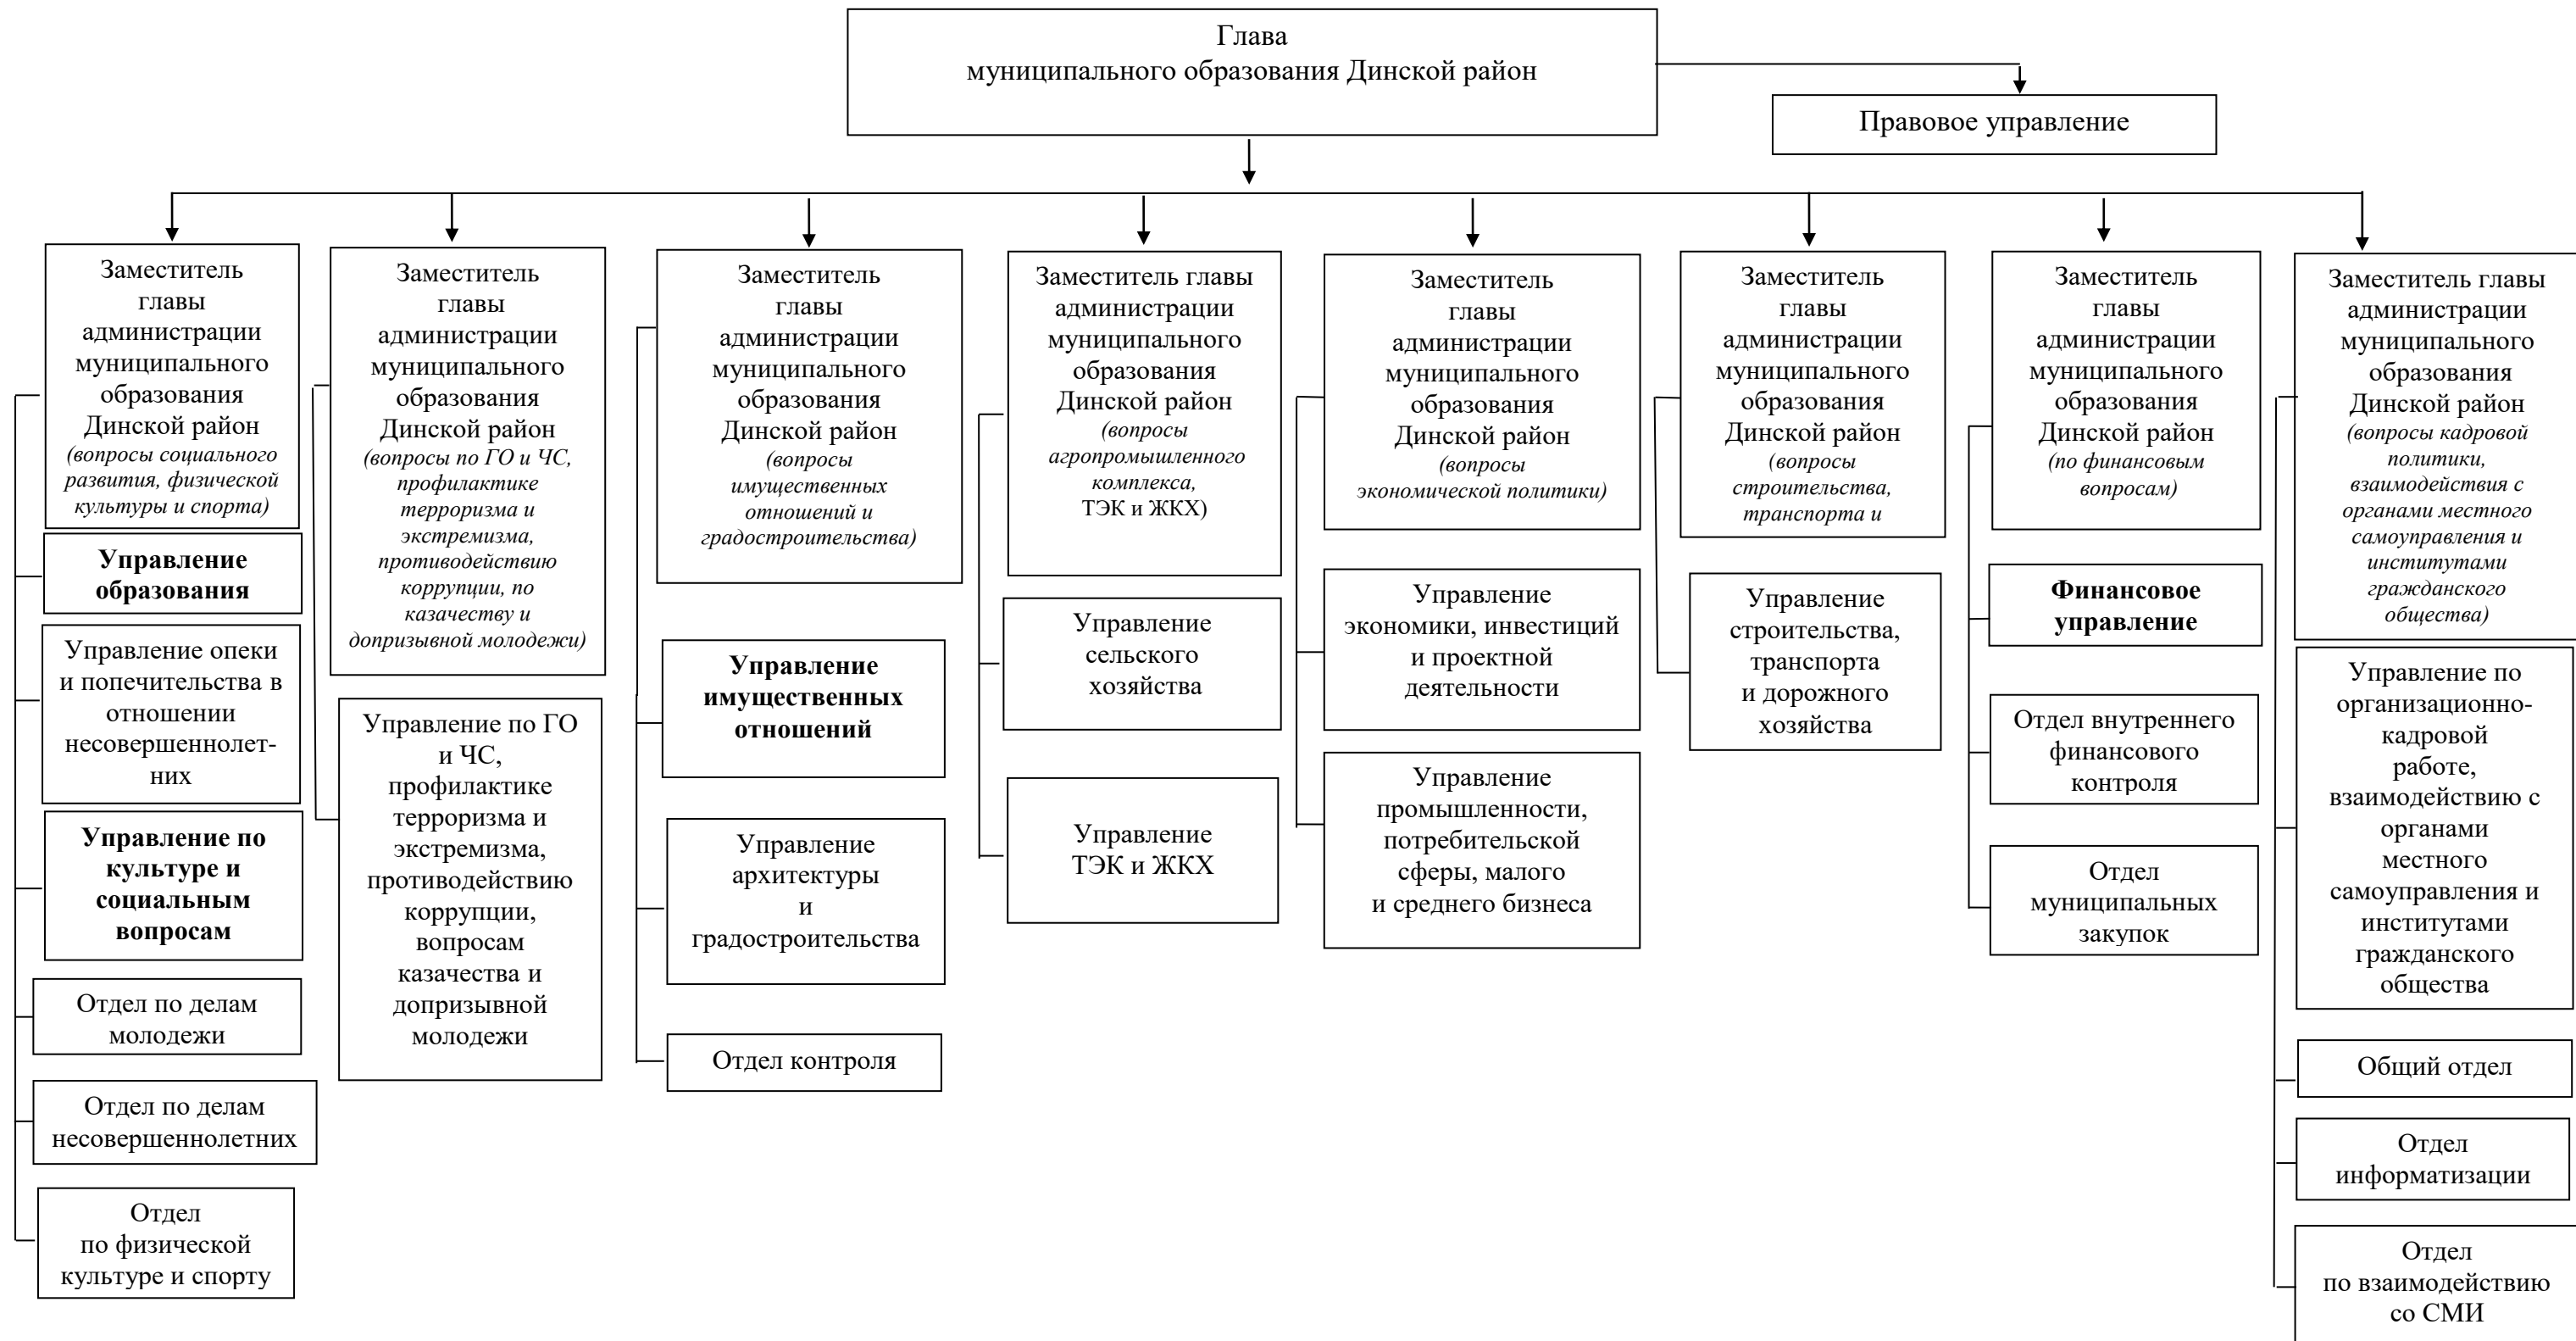 Глава
муниципального образования Динской район
Правовое управление
Заместитель
главы
администрации
муниципального
образования
Динской район
(вопросы социального
развития, физической
культуры и спорта)
Управление
образования
Управление опеки
и попечительства в
отношении
несовершеннолет-
них
Управление по
культуре и
социальным
вопросам
Отдел по делам
молодежи
Отдел по делам
несовершеннолетних
Отдел
по физической
культуре и спорту
Заместитель
главы
администрации
муниципального
образования
Динской район
(вопросы по ГО и ЧС,
профилактике
терроризма и
экстремизма,
противодействию
коррупции, по
казачеству и
допризывной молодежи)
Управление по ГО
и ЧС,
профилактике
терроризма и
экстремизма,
противодействию
коррупции,
вопросам
казачества и
допризывной
молодежи
Заместитель
главы
администрации
муниципального
образования
Динской район
(вопросы
имущественных
отношений и
градостроительства)
Управление
имущественных
отношений
Управление
архитектуры
и
градостроительства
Отдел контроля
Заместитель главы
администрации
муниципального
образования
Динской район
(вопросы
агропромышленного
комплекса,
ТЭК и ЖКХ)
Управление
сельского
хозяйства
Управление
ТЭК и ЖКХ
Заместитель
главы
администрации
муниципального
образования
Динской район
(вопросы
экономической политики)
Управление
экономики, инвестиций
и проектной
деятельности
Управление
промышленности,
потребительской
сферы, малого
и среднего бизнеса
Заместитель
главы
администрации
муниципального
образования
Динской район
(вопросы
строительства,
транспорта и
Управление
строительства,
транспорта
и дорожного
хозяйства
Заместитель
главы
администрации
муниципального
образования
Динской район
(по финансовым
вопросам)
Финансовое
управление
Отдел внутреннего
финансового
контроля
Отдел
муниципальных
закупок
Заместитель главы
администрации
муниципального
образования
Динской район
(вопросы кадровой
политики,
взаимодействия с
органами местного
самоуправления и
институтами
гражданского
общества)
Управление по
организационно-
кадровой
работе,
взаимодействию с
органами
местного
самоуправления и
институтами
гражданского
общества
Общий отдел
Отдел
информатизации
Отдел
по взаимодействию
со СМИ